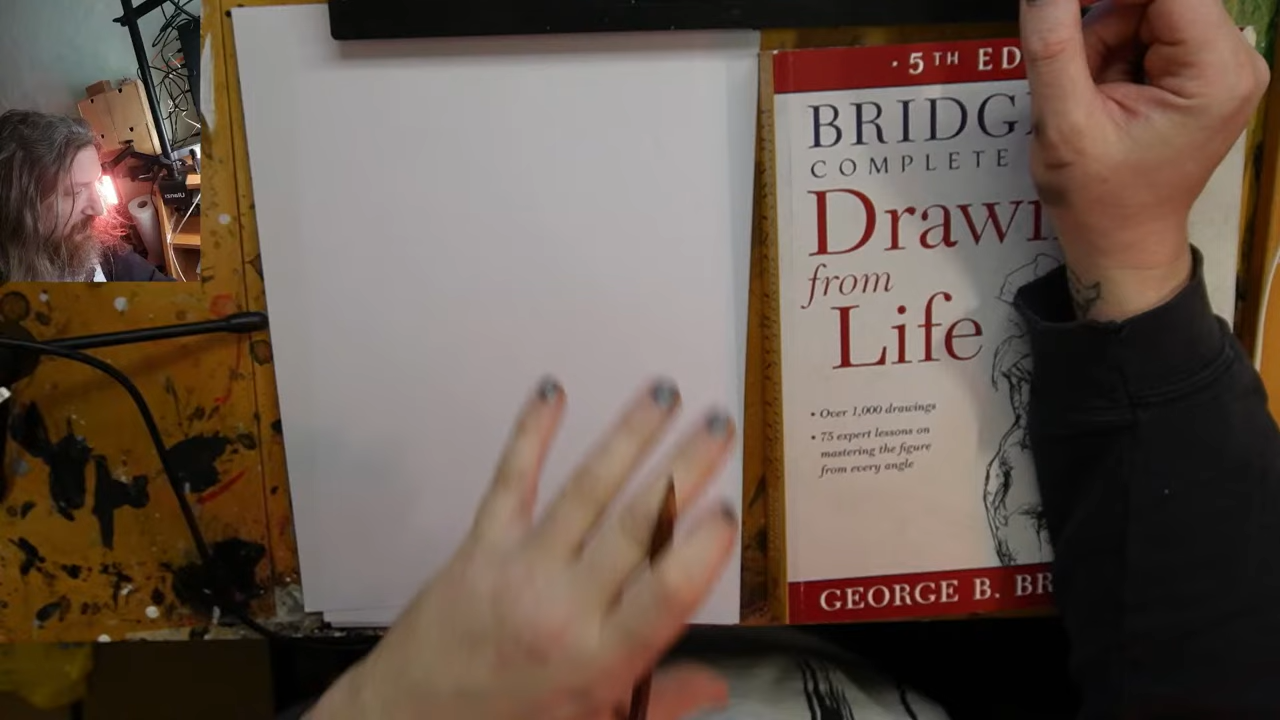 · 5TH ED
BRIDG
COMPLETE
Draw
from
Life
• Over 1,000 drawings
• 75 expert lessons on
mastering the figure
from every angle
GEORGE B. BR
Ulanzi